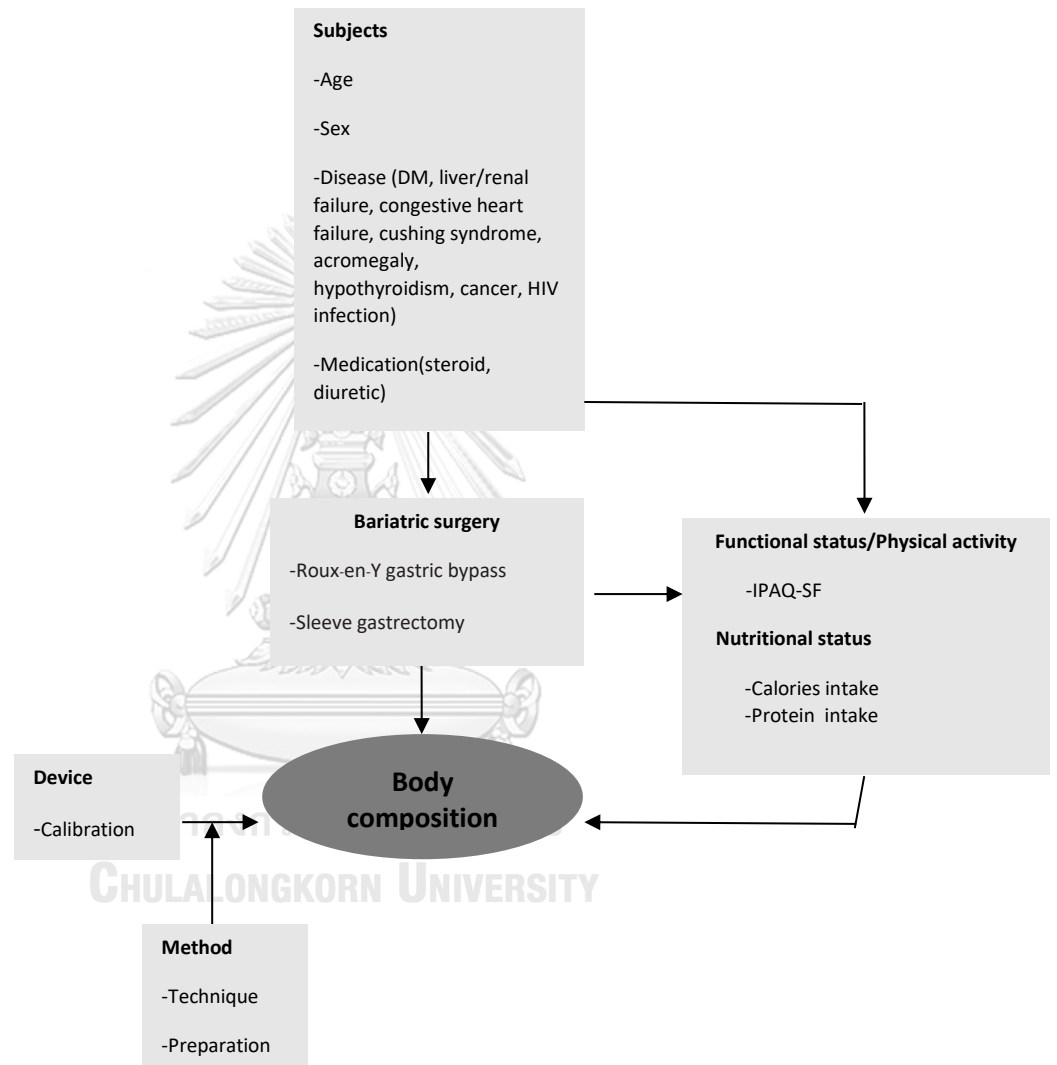 Subjects
-Age
-Sex
-Disease (DM, liver/renal
failure, congestive heart
failure, cushing syndrome,
acromegaly,
hypothyroidism, cancer, HIV
infection)
-Medication(steroid,
diuretic)
Bariatric surgery
-Roux-en-Y gastric bypass
-Sleeve gastrectomy
Functional status/Physical activity
-IPAQ-SF
Nutritional status
-Calories intake
-Protein intake
Device
-Calibration
Body
composition
CHULALONGKORN UNIVERSITY
Method
-Technique
-Preparation